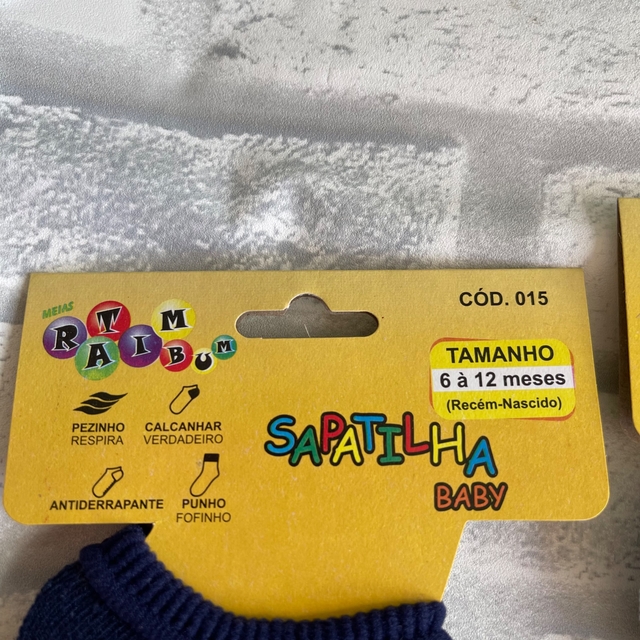 CÓD. 015
MEIAS
RATIMBUM
TAMANHO
6 à 12 meses
(Recém-Nascido)
PEZINHO
RESPIRA
CALCANHAR
VERDADEIRO
SAPATILHA
BABY
ANTIDERRAPANTE
PUNHO
FOFINHO